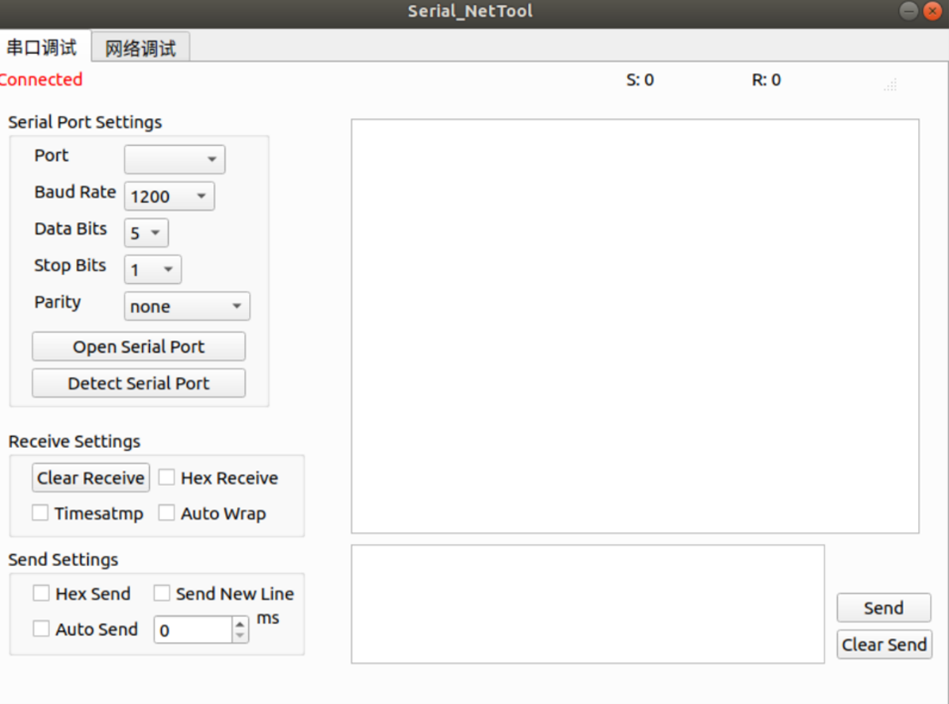 Serial_NetTool
串口调试 网络调试
Connected S: 0 R: 0
Serial Port Settings
Port
Baud Rate 1200
Data Bits 5
Stop Bits 1
Parity none
Open Serial Port
Detect Serial Port
Receive Settings
Clear Receive Hex Receive
Timesatmp Auto Wrap
Send Settings
Hex Send Send New Line
Auto Send 0 ms
Send
Clear Send